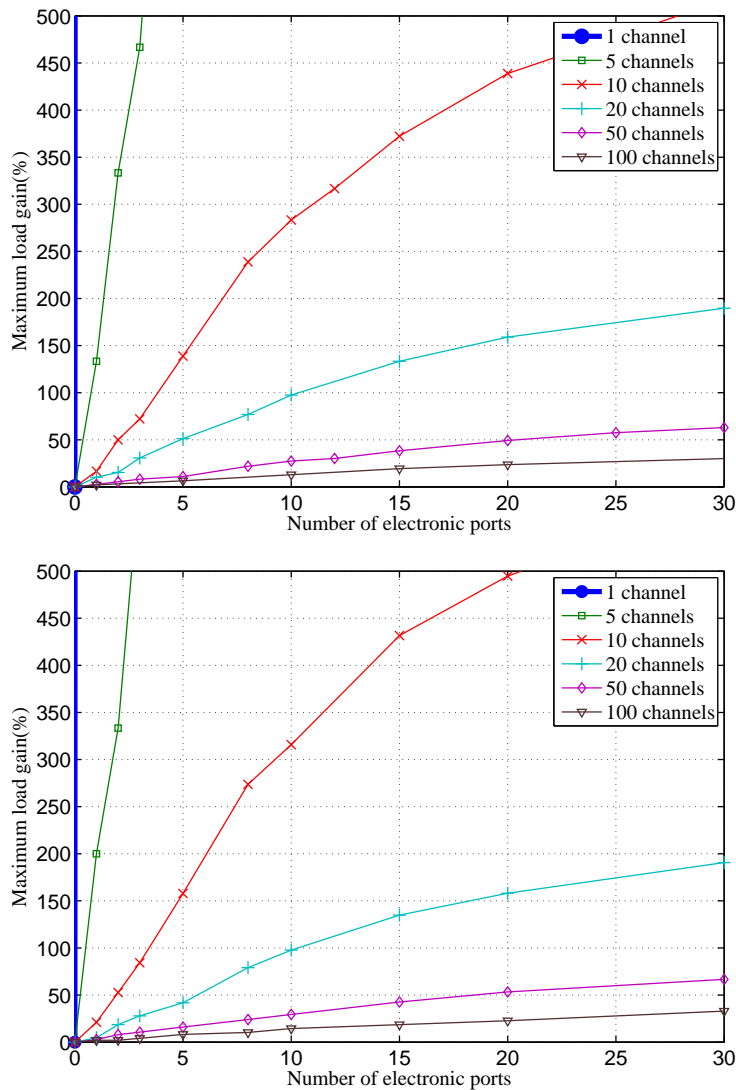 500
450
400
350
300
250
200
150
100
50
0
Maximum load gain(%)
0 5 10 15 20 25 30
Number of electronic ports
1 channel
5 channels
10 channels
20 channels
50 channels
100 channels
500
450
400
350
300
250
200
150
100
50
0
Maximum load gain(%)
0 5 10 15 20 25 30
Number of electronic ports
1 channel
5 channels
10 channels
20 channels
50 channels
100 channels